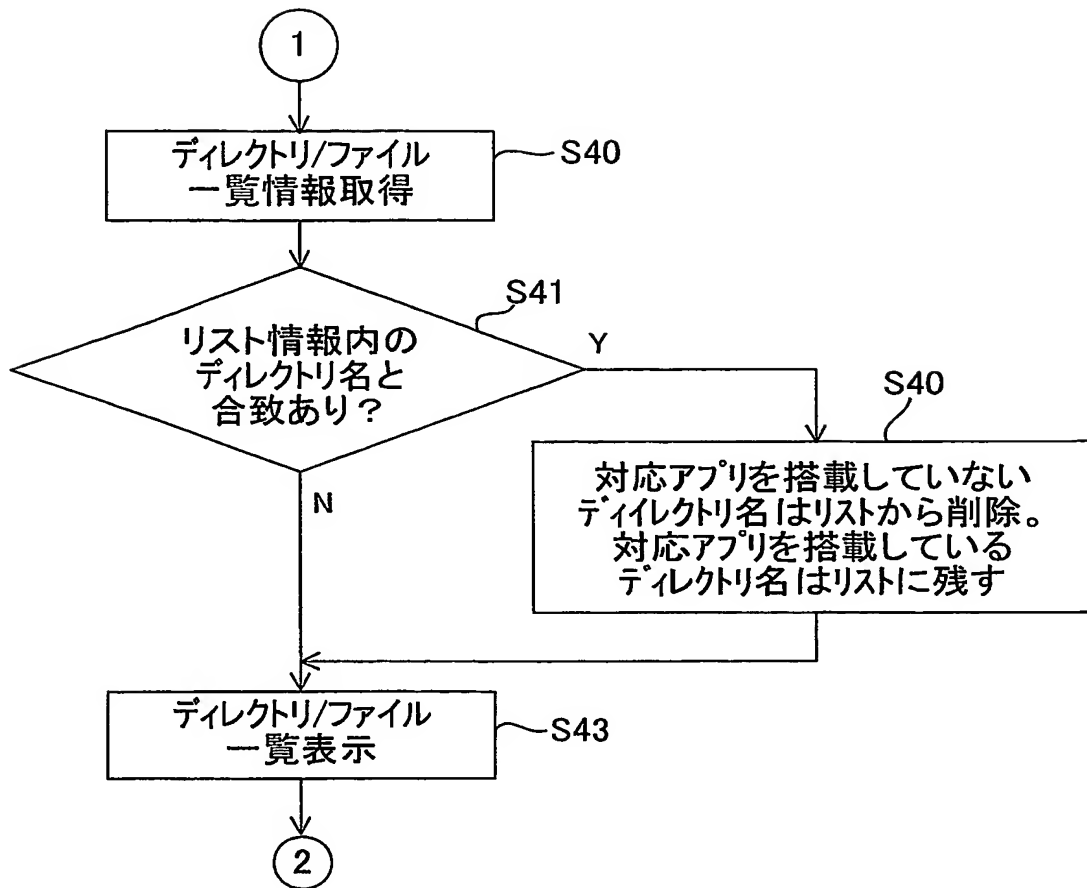 1
ディレクトリ/ファイル
一覧情報取得
S40
S41
リスト情報内の
ディレクトリ名と
合致あり？
Y
N
S40
対応アプリを搭載していない
ディイレクトリ名はリストから削除。
対応アプリを搭載している
ディレクトリ名はリストに残す
ディレクトリ/ファイル
一覧表示
S43
2